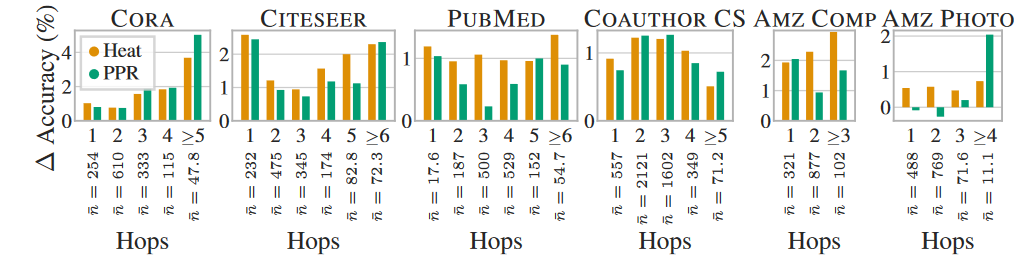 CORA CITESEER PUBMED COAUTHOR CS AMZ COMP AMZ PHOTO
Δ Accuracy (%)
Heat
PPR
4
2
0
1 2 3 4 ≥5
n̄ = 254
n̄ = 610
n̄ = 333
n̄ = 115
n̄ = 47.8
Hops
2
1
0
1 2 3 4 5 ≥6
n̄ = 232
n̄ = 475
n̄ = 345
n̄ = 174
n̄ = 82.8
n̄ = 72.3
Hops
1
0
1 2 3 4 5 ≥6
n̄ = 17.6
n̄ = 187
n̄ = 500
n̄ = 529
n̄ = 152
n̄ = 54.7
Hops
1
0
1 2 3 4 ≥5
n̄ = 557
n̄ = 2121
n̄ = 1602
n̄ = 349
n̄ = 71.2
Hops
2
1
0
1 2 ≥3
n̄ = 321
n̄ = 877
n̄ = 102
Hops
2
1
0
1 2 3 ≥4
n̄ = 488
n̄ = 769
n̄ = 71.6
n̄ = 11.1
Hops